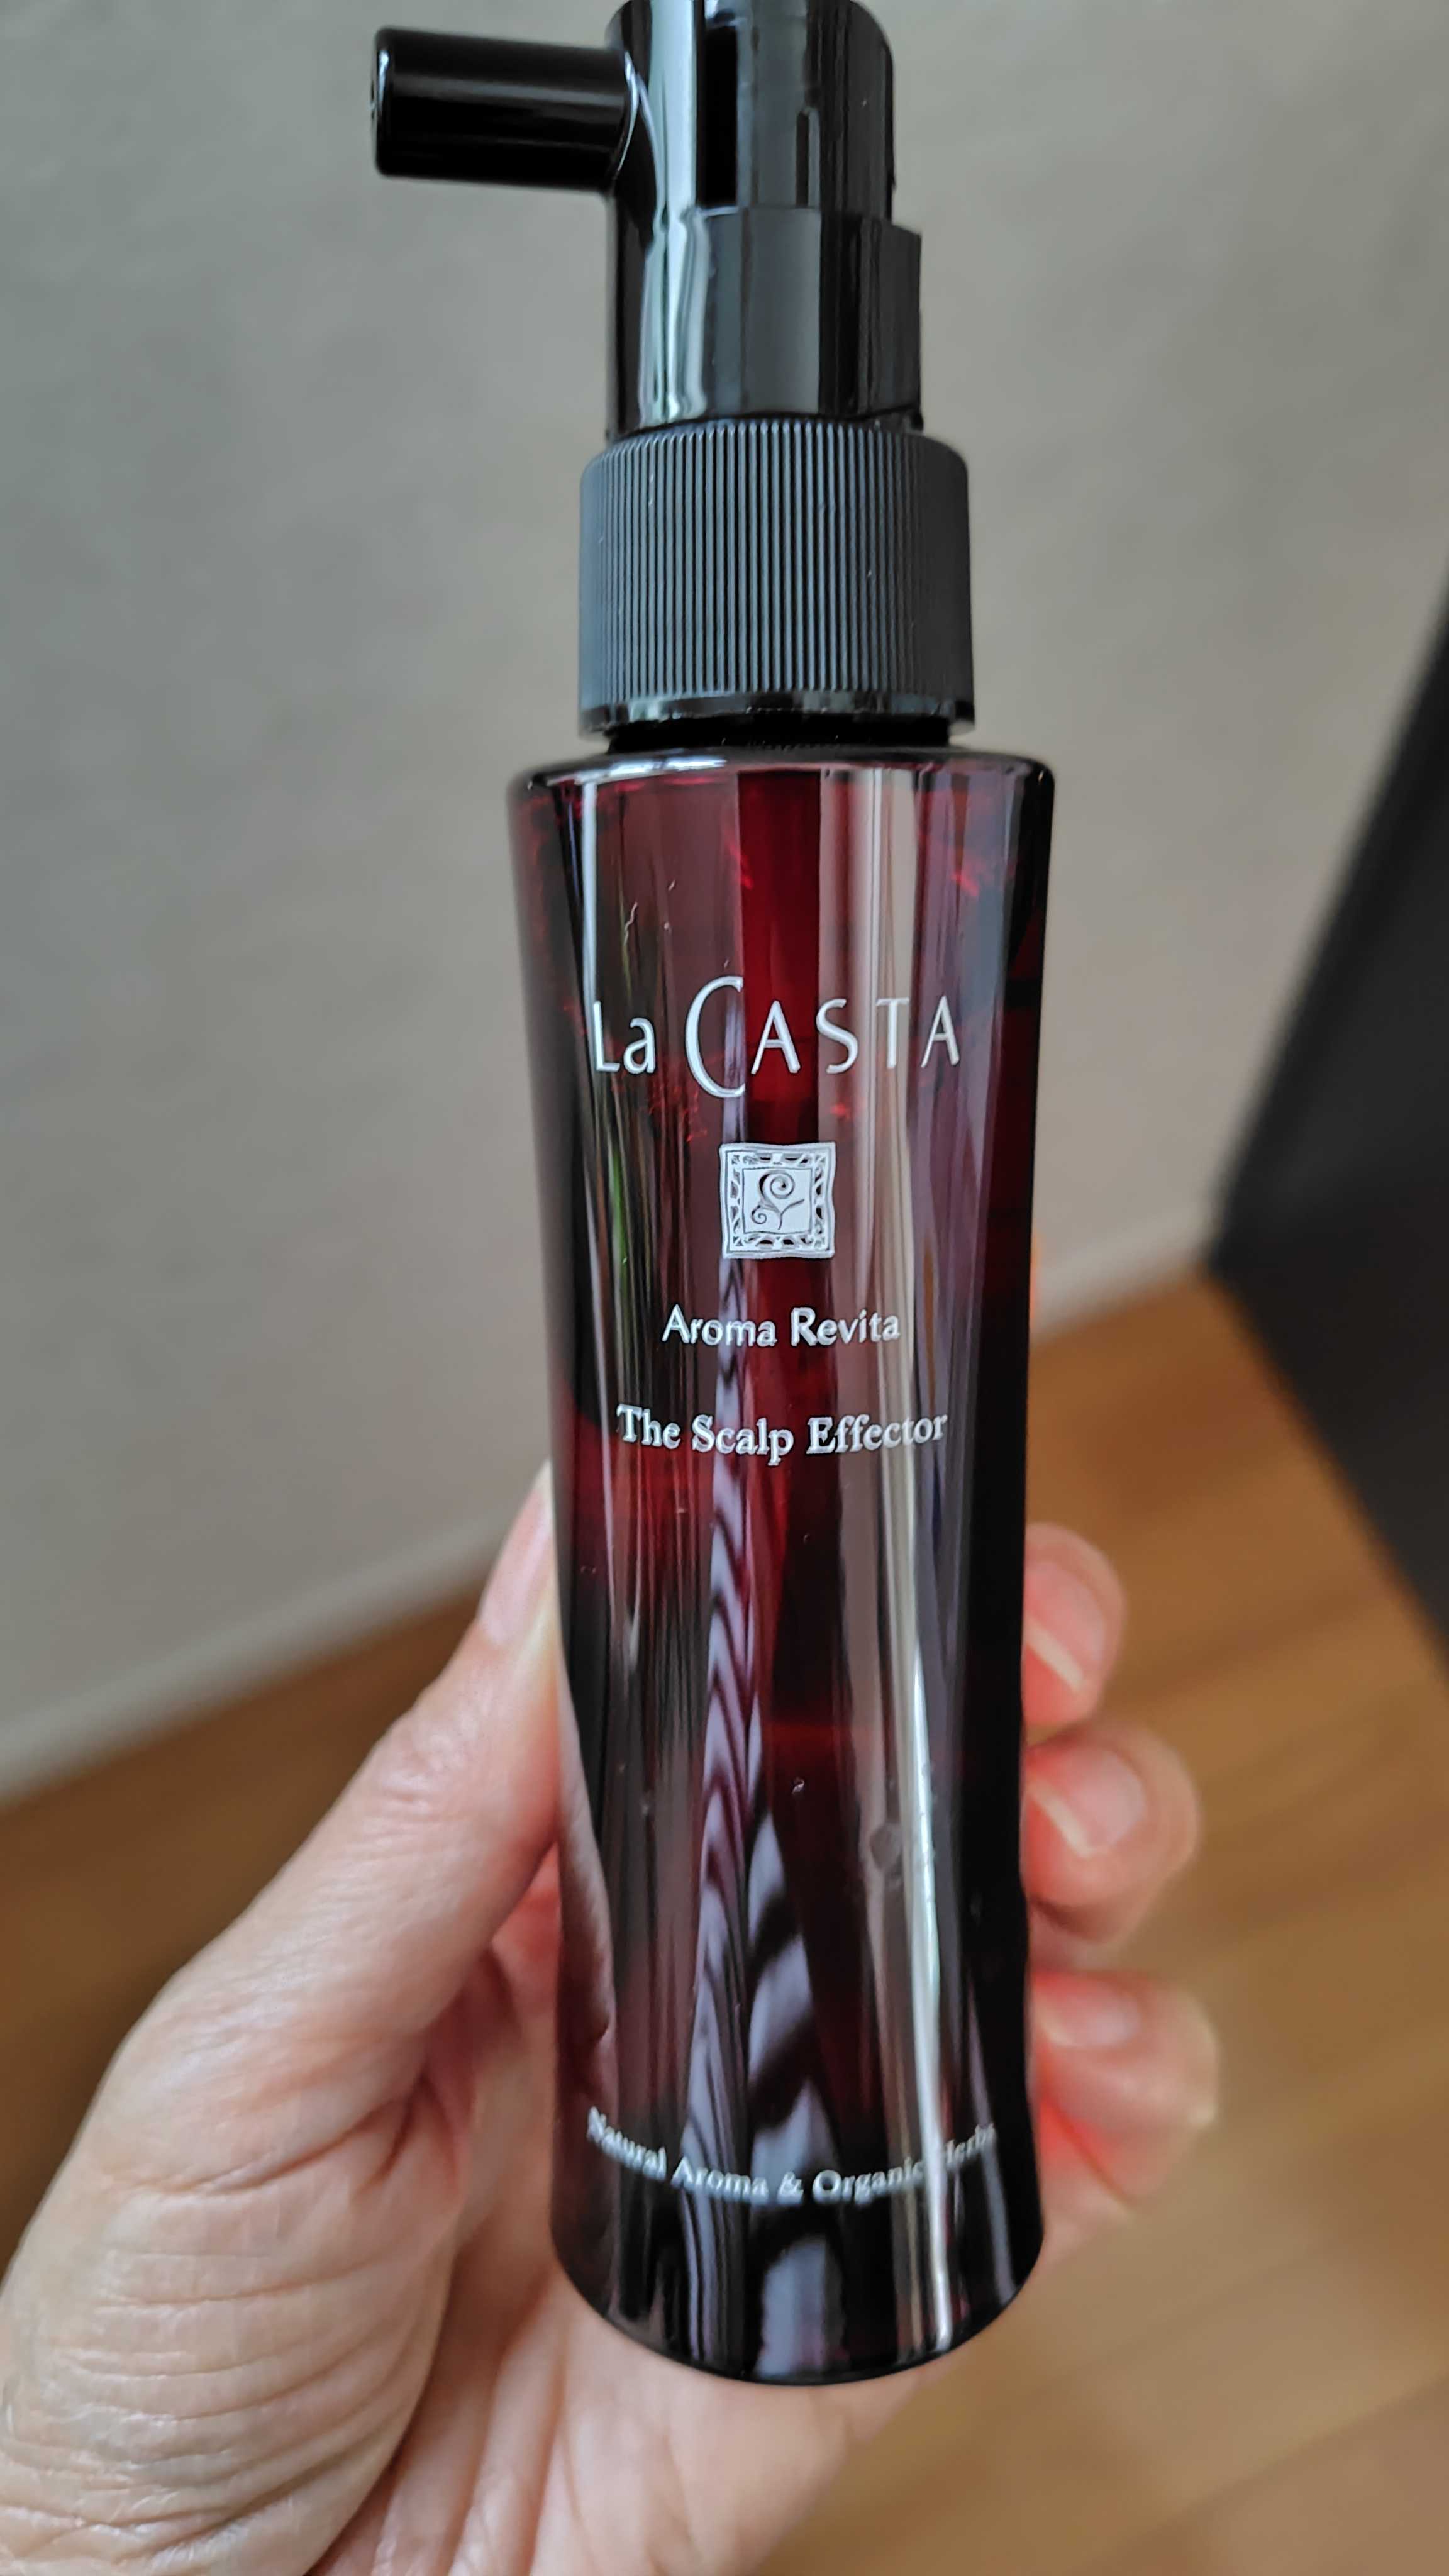 La CASTA
Aroma Revita
The Scalp Effector
Natural Aroma & Organic Herbs